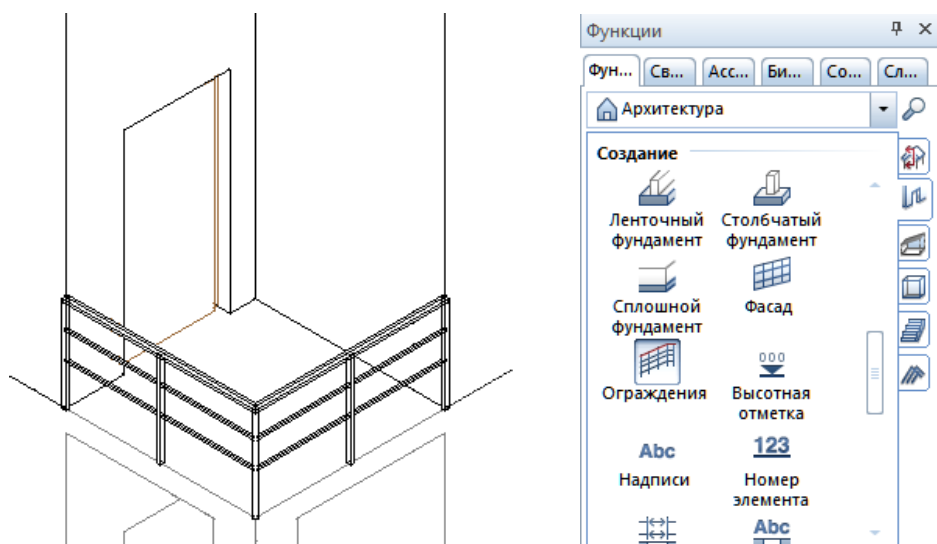 Функции
Фун... Св... Асс... Би... Со... Сл...
Архитектура
Создание
Ленточный фундамент
Столбчатый фундамент
Сплошной фундамент
Фасад
Ограждения
000
Высотная отметка
Abc
Надписи
123
Номер элемента
Abc